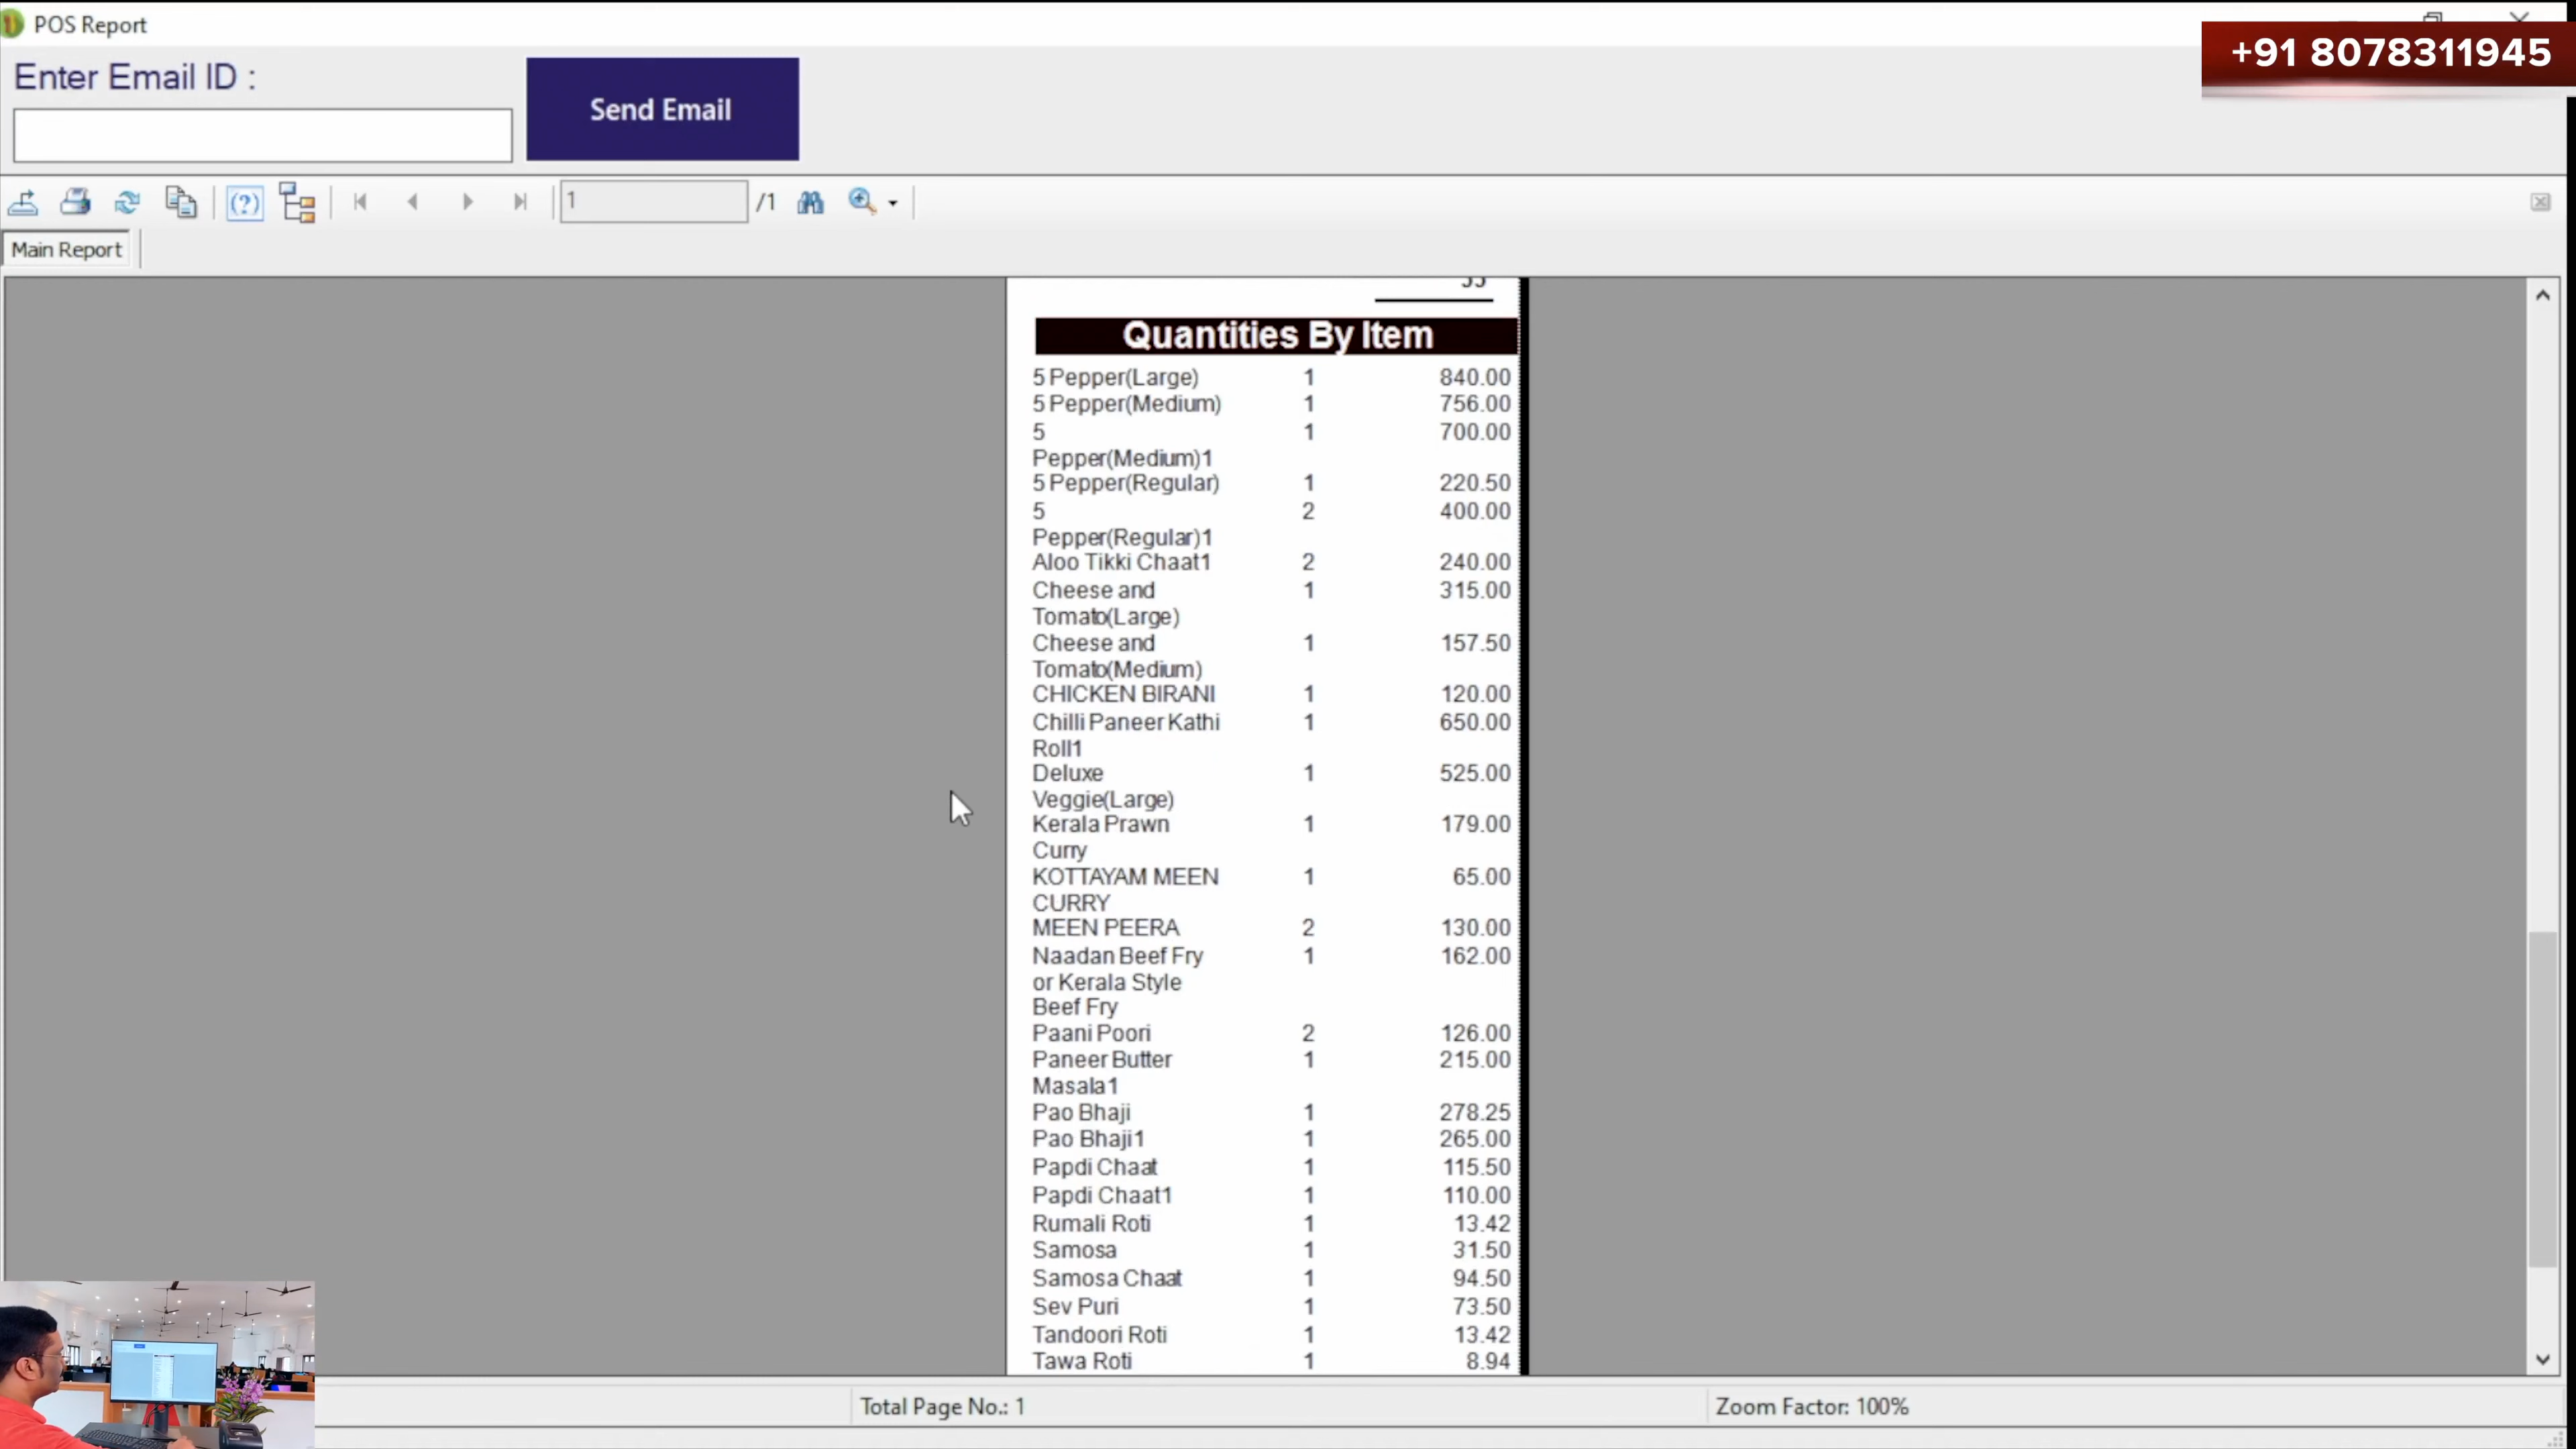 POS Report
+91 8078311945
Enter Email ID :
Send Email
1 /1
Main Report
Quantities By Item
5 Pepper(Large) 1 840.00
5 Pepper(Medium) 1 756.00
5 1 700.00
Pepper(Medium)1
5 Pepper(Regular) 1 220.50
5 2 400.00
Pepper(Regular)1
Aloo Tikki Chaat1 2 240.00
Cheese and 1 315.00
Tomato(Large)
Cheese and 1 157.50
Tomato(Medium)
CHICKEN BIRANI 1 120.00
Chilli Paneer Kathi 1 650.00
Roll1
Deluxe 1 525.00
Veggie(Large)
Kerala Prawn 1 179.00
Curry
KOTTAYAM MEEN 1 65.00
CURRY
MEEN PEERA 2 130.00
Naadan Beef Fry 1 162.00
or Kerala Style
Beef Fry
Paani Poori 2 126.00
Paneer Butter 1 215.00
Masala1
Pao Bhaji 1 278.25
Pao Bhaji1 1 265.00
Papdi Chaat 1 115.50
Papdi Chaat1 1 110.00
Rumali Roti 1 13.42
Samosa 1 31.50
Samosa Chaat 1 94.50
Sev Puri 1 73.50
Tandoori Roti 1 13.42
Tawa Roti 1 8.94
Total Page No.: 1
Zoom Factor: 100%